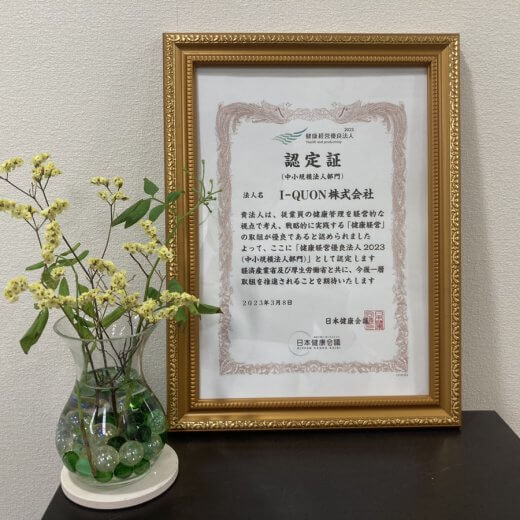 健康経営優良法人
2023
Health and productivity
認定証
(中小規模法人部門)
法人名 I-QUON株式会社
貴法人は、従業員の健康管理を経営的な
視点で考え、戦略的に実践する「健康経営」
の取組が優良であると認められました
よって、ここに「健康経営優良法人2023
(中小規模法人部門)」として認定します
経済産業省及び厚生労働省と共に、今後一層
取組を推進されることを期待いたします
2023年3月8日
日本健康会議
日本健康会議
NIPPON KENKO KAIGI